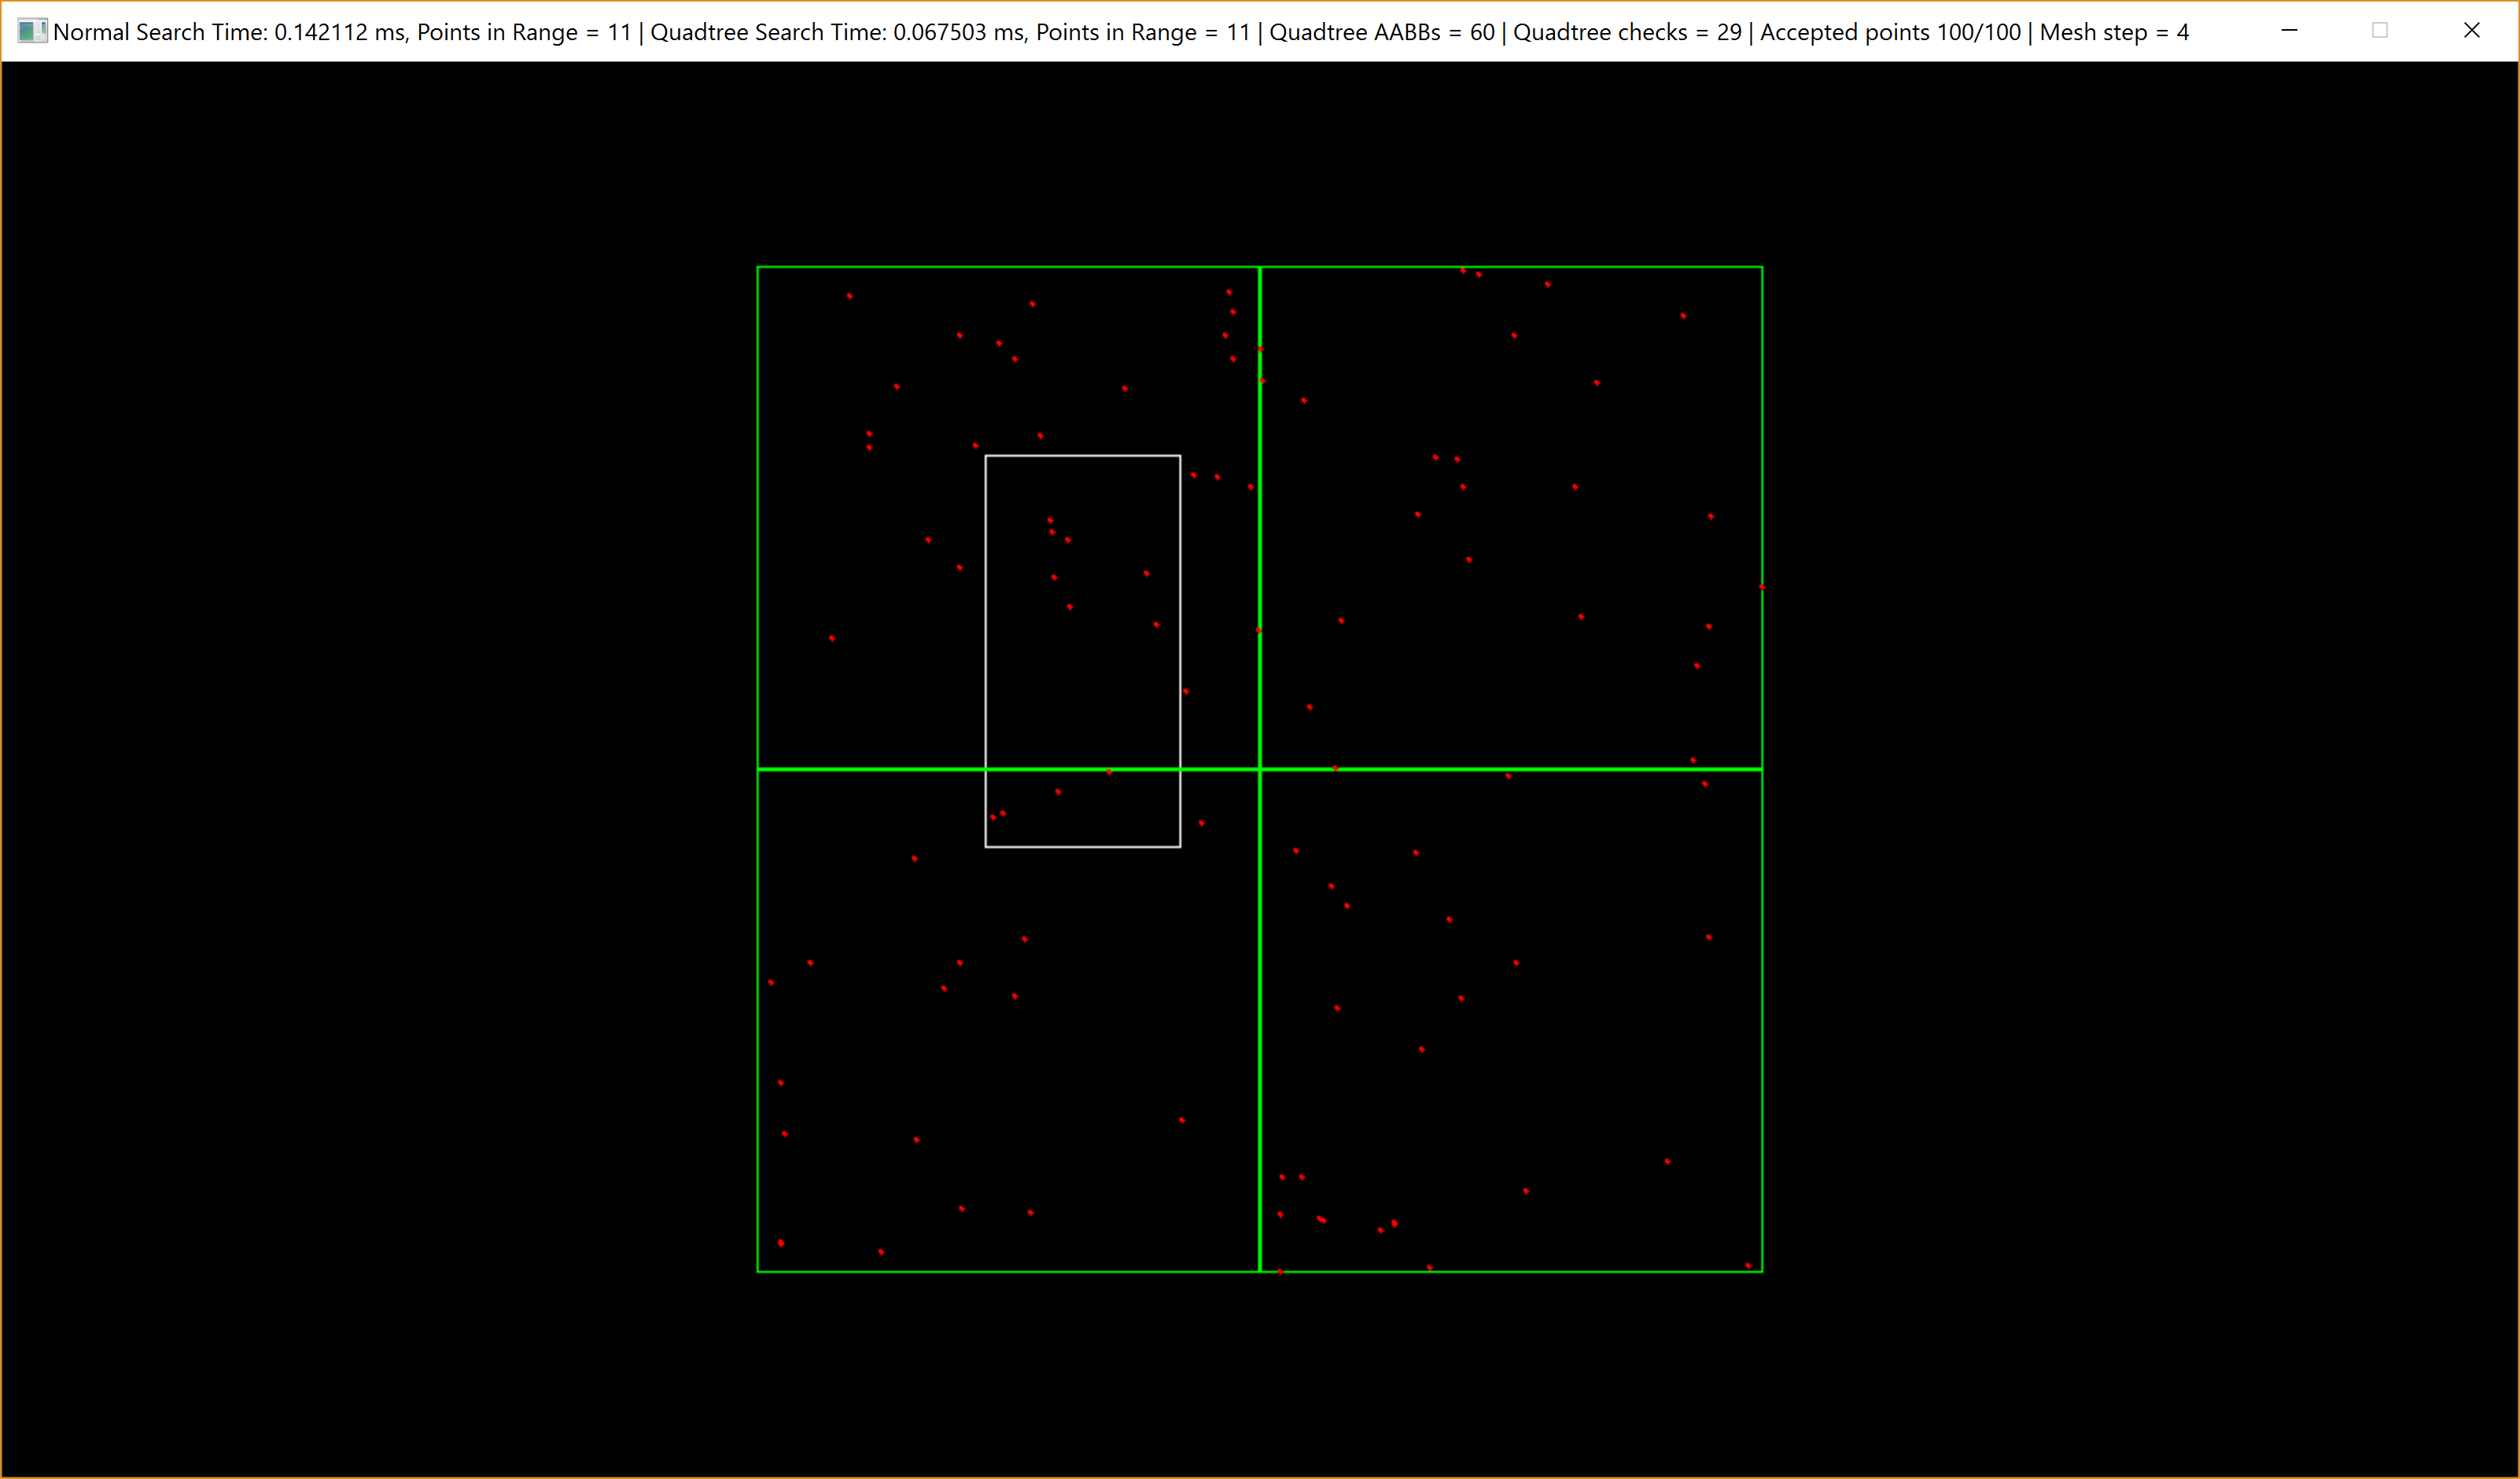 Normal Search Time: 0.142112 ms, Points in Range = 11 | Quadtree Search Time: 0.067503 ms, Points in Range = 11 | Quadtree AABBs = 60 | Quadtree checks = 29 | Accepted points 100/100 | Mesh step = 4